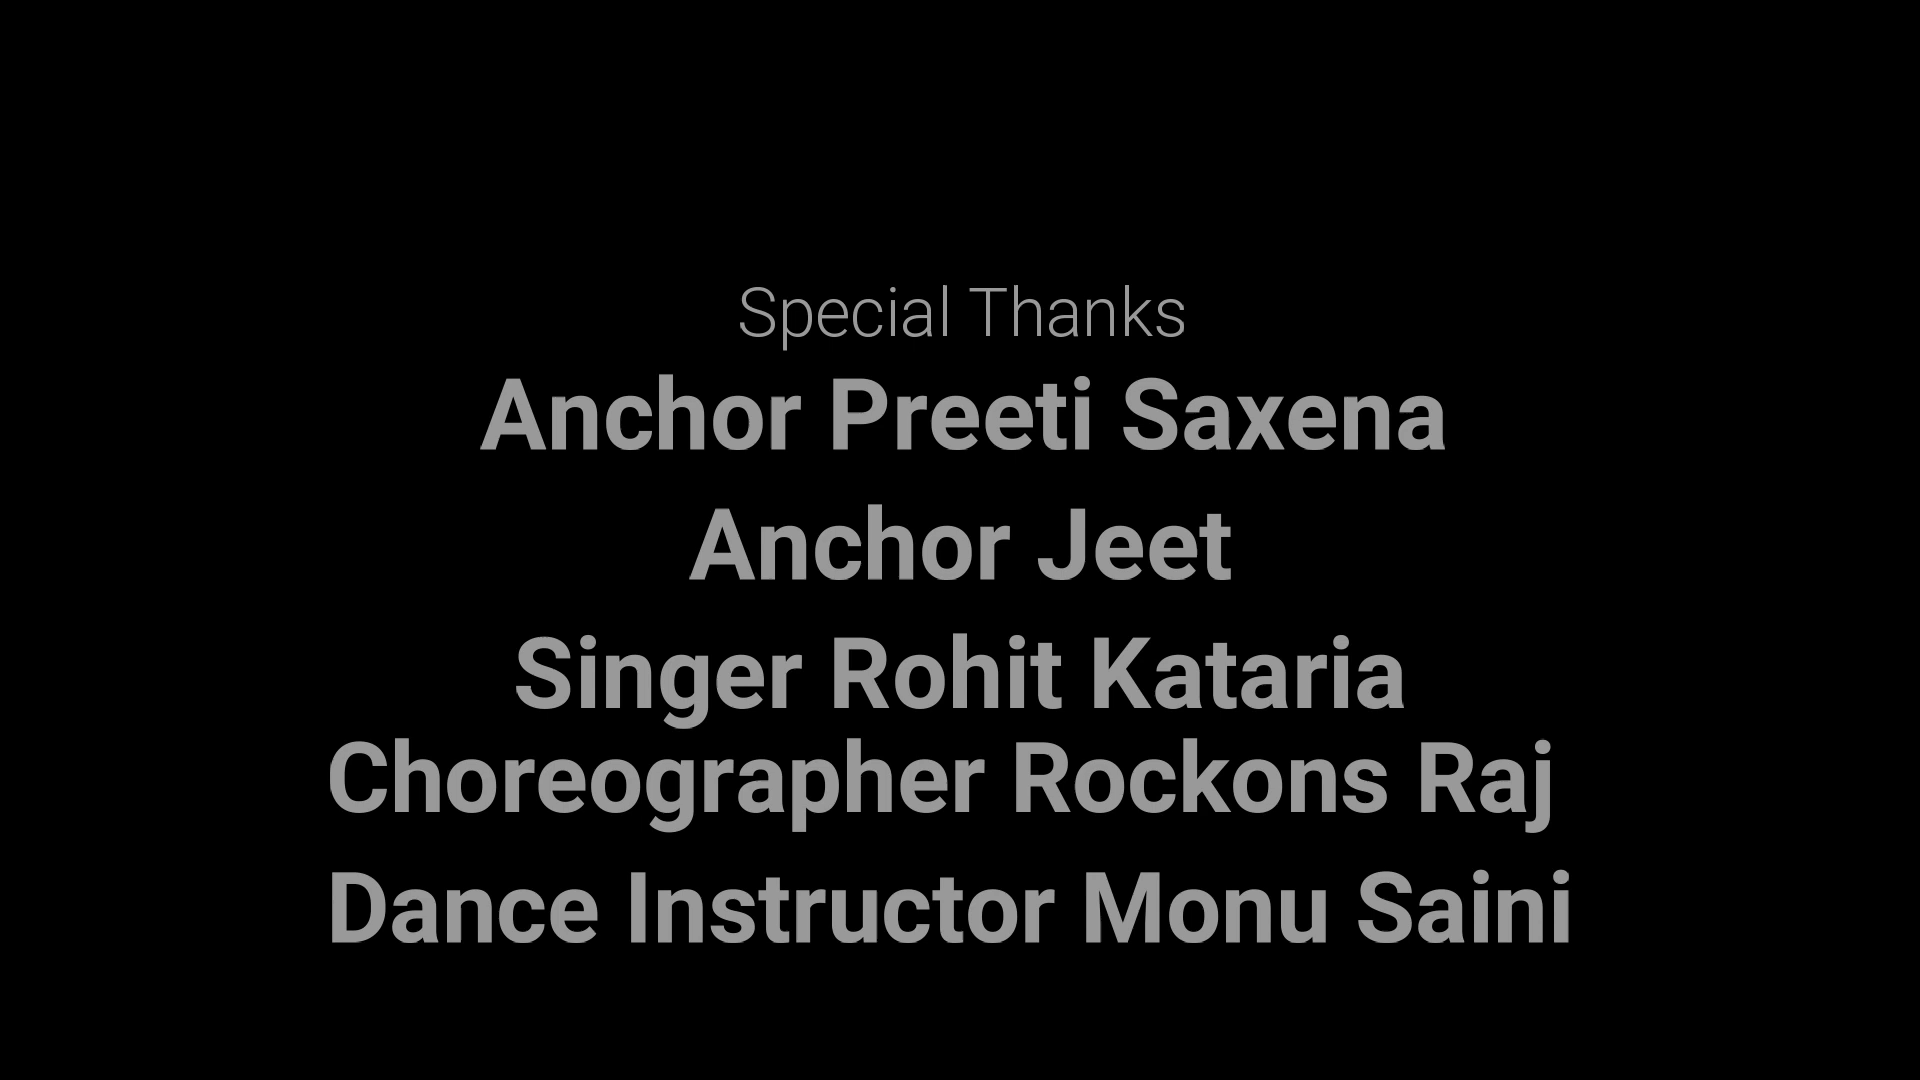 Special Thanks
Anchor Preeti Saxena
Anchor Jeet
Singer Rohit Kataria
Choreographer Rockons Raj
Dance Instructor Monu Saini